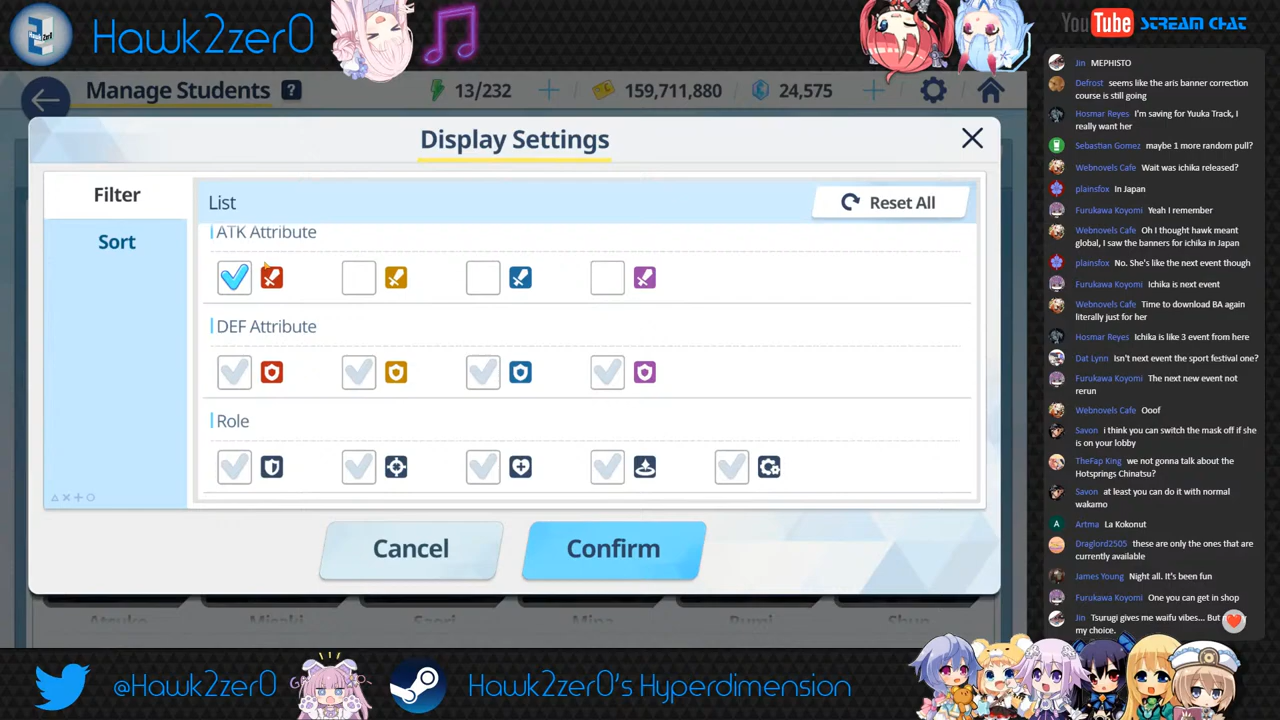 Hawk2zer0
YouTube STREAM CHAT
Manage Students ?
13/232
159,711,880
24,575
Display Settings
Filter
Sort
List
Reset All
ATK Attribute
DEF Attribute
Role
Cancel
Confirm
Atsuko
Misaki
Saori
Mina
Rumi
Shun
@Hawk2zer0
Hawk2zer0's Hyperdimension
Jin MEPHISTO
Defrost seems like the aris banner correction
course is still going
Hosmar Reyes I'm saving for Yuuka Track, I
really want her
Sebastian Gomez maybe 1 more random pull?
Webnovels Cafe Wait was ichika released?
plainsfox In Japan
Furukawa Koyomi Yeah I remember
Webnovels Cafe Oh I thought hawk meant
global, I saw the banners for ichika in Japan
plainsfox No. She's like the next event though
Furukawa Koyomi Ichika is next event
Webnovels Cafe Time to download BA again
literally just for her
Hosmar Reyes Ichika is like 3 event from here
Dat Lynn Isn't next event the sport festival one?
Furukawa Koyomi The next new event not
rerun
Webnovels Cafe Ooof
Savon i think you can switch the mask off if she
is on your lobby
TheFap King we not gonna talk about the
Hotsprings Chinatsu?
Savon at least you can do it with normal
wakamo
A Artma La Kokonut
Draglord2505 these are only the ones that are
currently available
James Young Night all. It's been fun
Furukawa Koyomi One you can get in shop
Jin Tsurugi gives me waifu vibes... But
my choice.